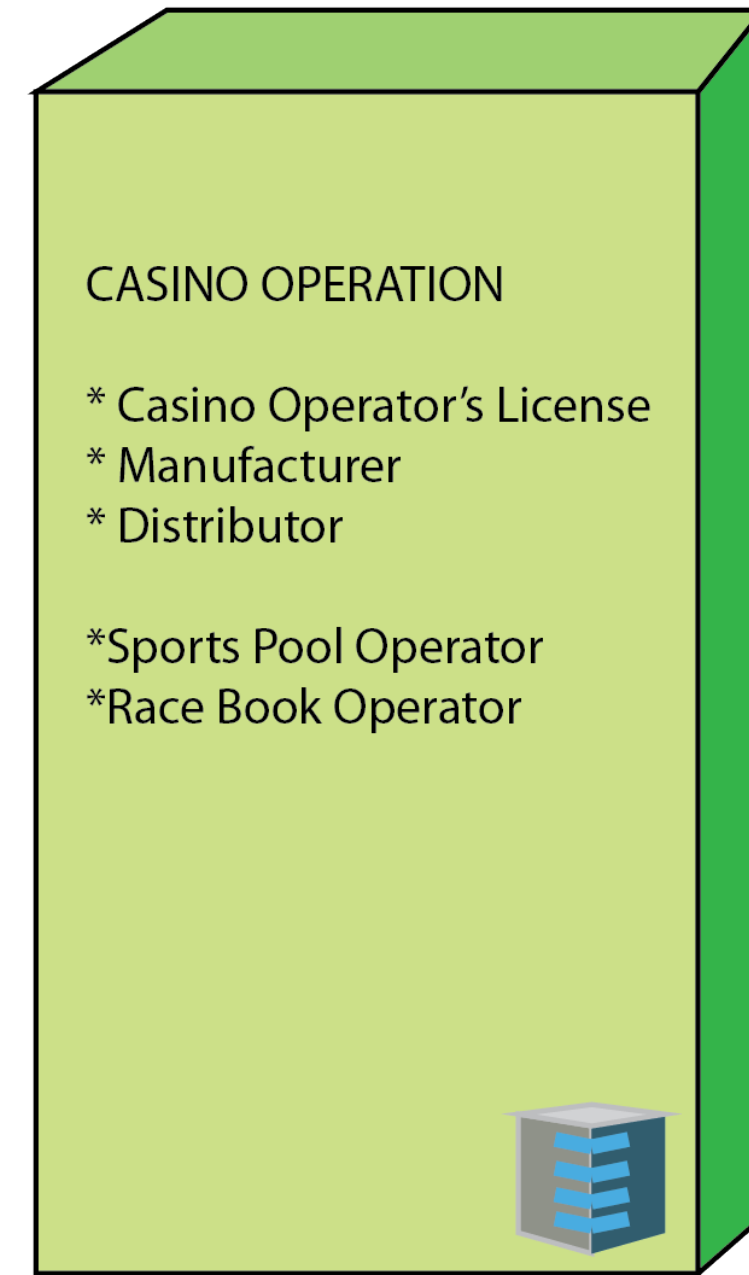 CASINO OPERATION
* Casino Operator’s License
* Manufacturer
* Distributor
*Sports Pool Operator
*Race Book Operator